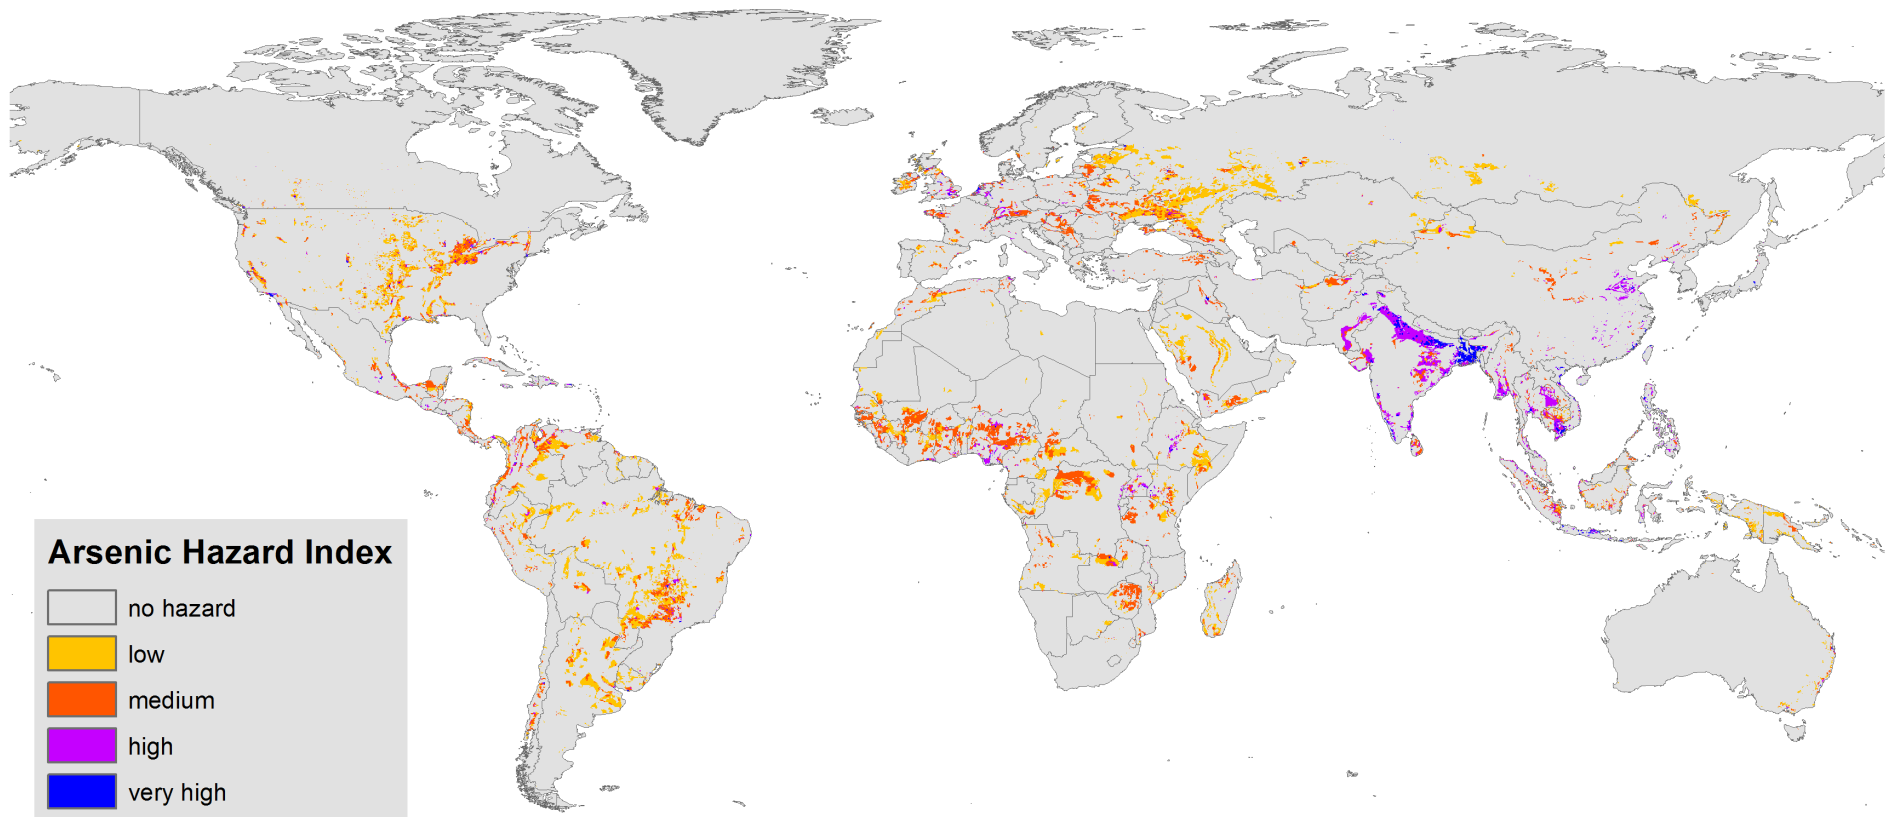 Arsenic Hazard Index
no hazard
low
medium
high
very high